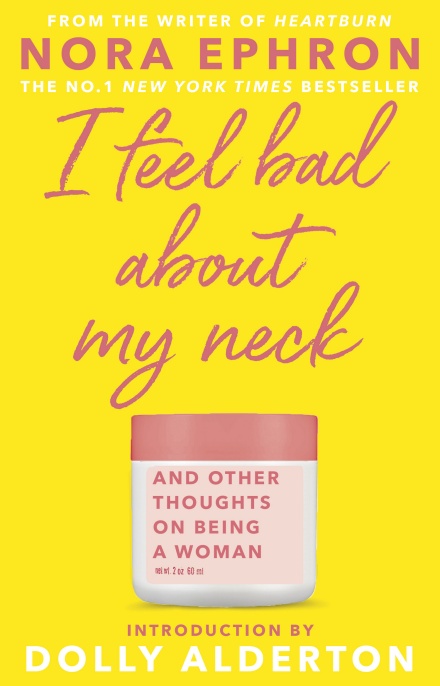 FROM THE WRITER OF HEARTBURN
NORA EPHRON
THE NO.1 NEW YORK TIMES BESTSELLER
I feel bad
about
my neck
AND OTHER
THOUGHTS
ON BEING
A WOMAN
net wt. 2 oz 60 ml
INTRODUCTION BY
DOLLY ALDERTON